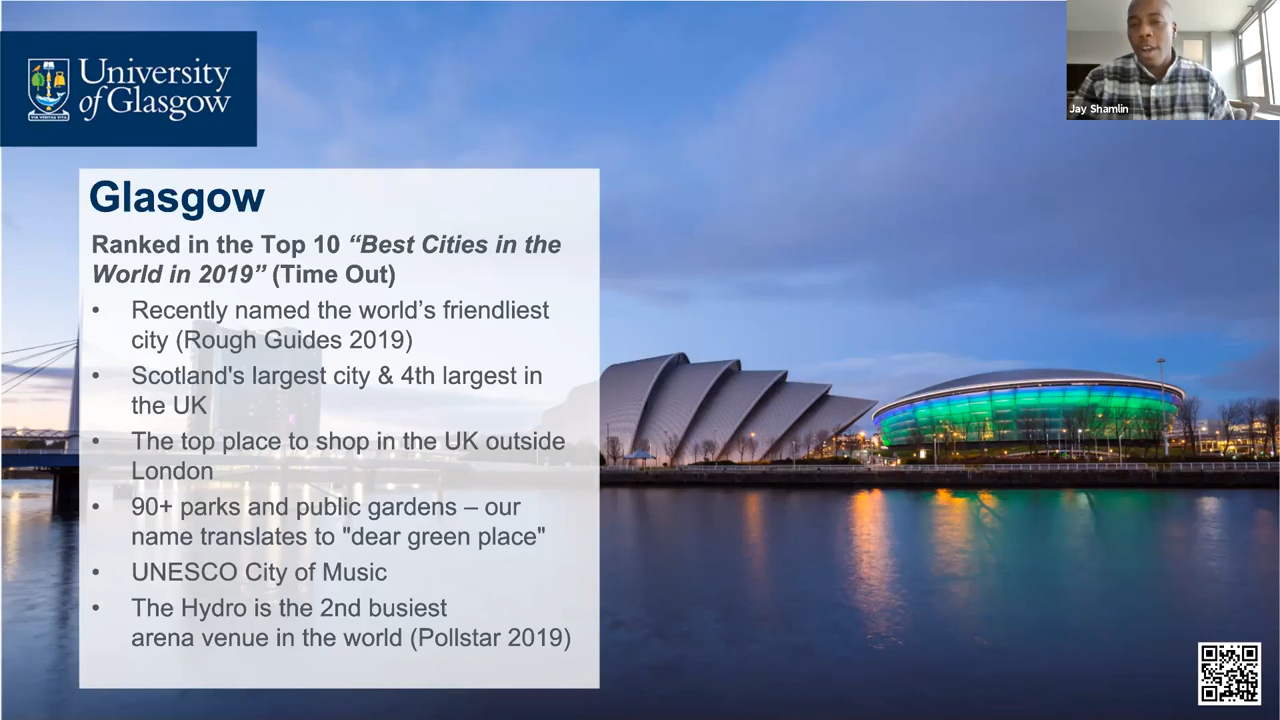 University
of Glasgow
VIA VERITAS VITA
Jay Shamlin
Glasgow
Ranked in the Top 10 “Best Cities in the
World in 2019” (Time Out)
• Recently named the world’s friendliest
city (Rough Guides 2019)
• Scotland's largest city & 4th largest in
the UK
• The top place to shop in the UK outside
London
• 90+ parks and public gardens – our
name translates to "dear green place"
• UNESCO City of Music
• The Hydro is the 2nd busiest
arena venue in the world (Pollstar 2019)